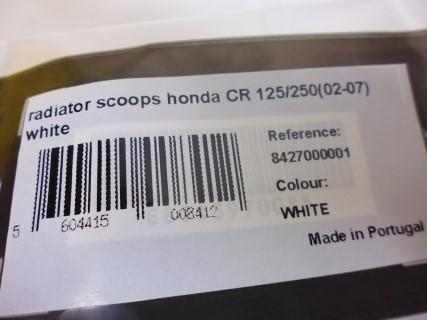 radiator scoops honda CR 125/250(02-07)
white
Reference:
8427000001
Colour:
WHITE
5 604415 008412
Made in Portugal